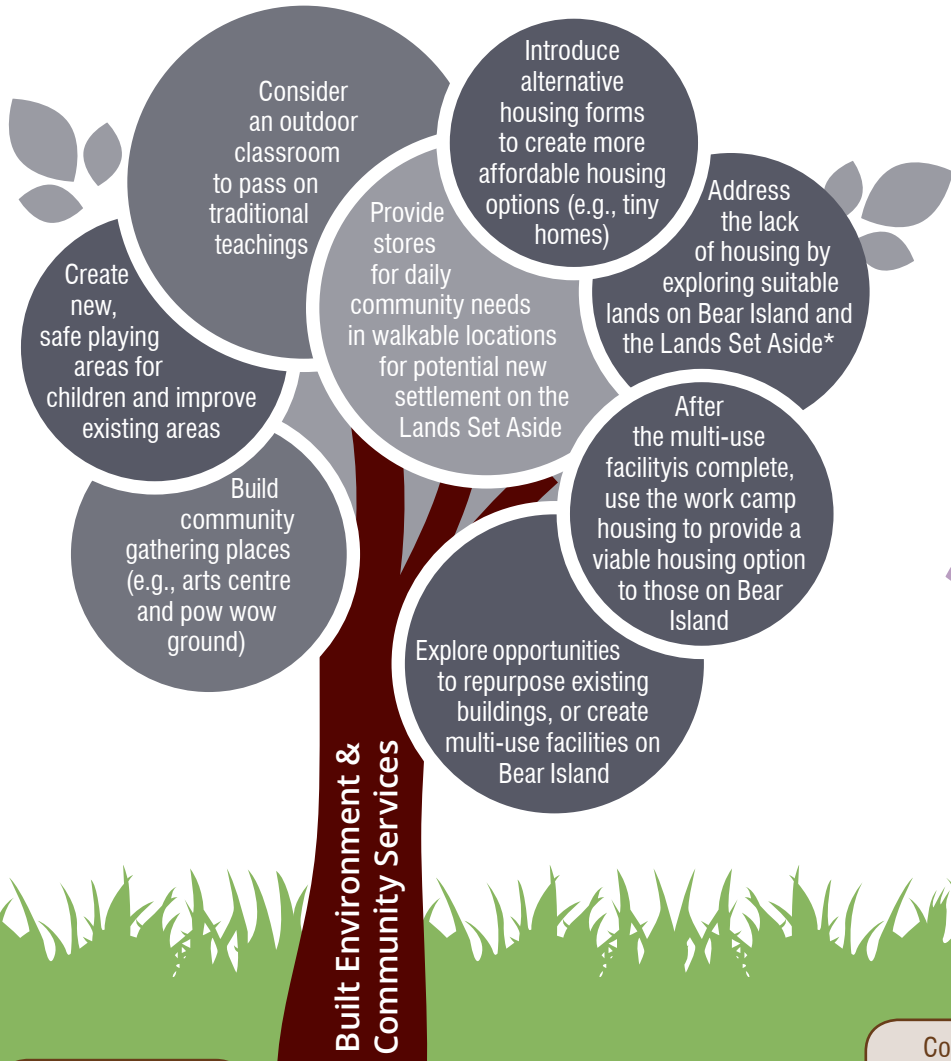 Consider
an outdoor
classroom
to pass on
traditional
teachings
Introduce
alternative
housing forms
to create more
affordable housing
options (e.g., tiny
homes)
Provide
stores
for daily
community needs
in walkable locations
for potential new
settlement on the
Lands Set Aside
Address
the lack
of housing by
exploring suitable
lands on Bear Island and
the Lands Set Aside*
Create
new,
safe playing
areas for
children and improve
existing areas
After
the multi-use
facilityis complete,
use the work camp
housing to provide a
viable housing option
to those on Bear
Island
Build
community
gathering places
(e.g., arts centre
and pow wow
ground)
Explore opportunities
to repurpose existing
buildings, or create
multi-use facilities on
Bear Island
Built Environment &
Community Services